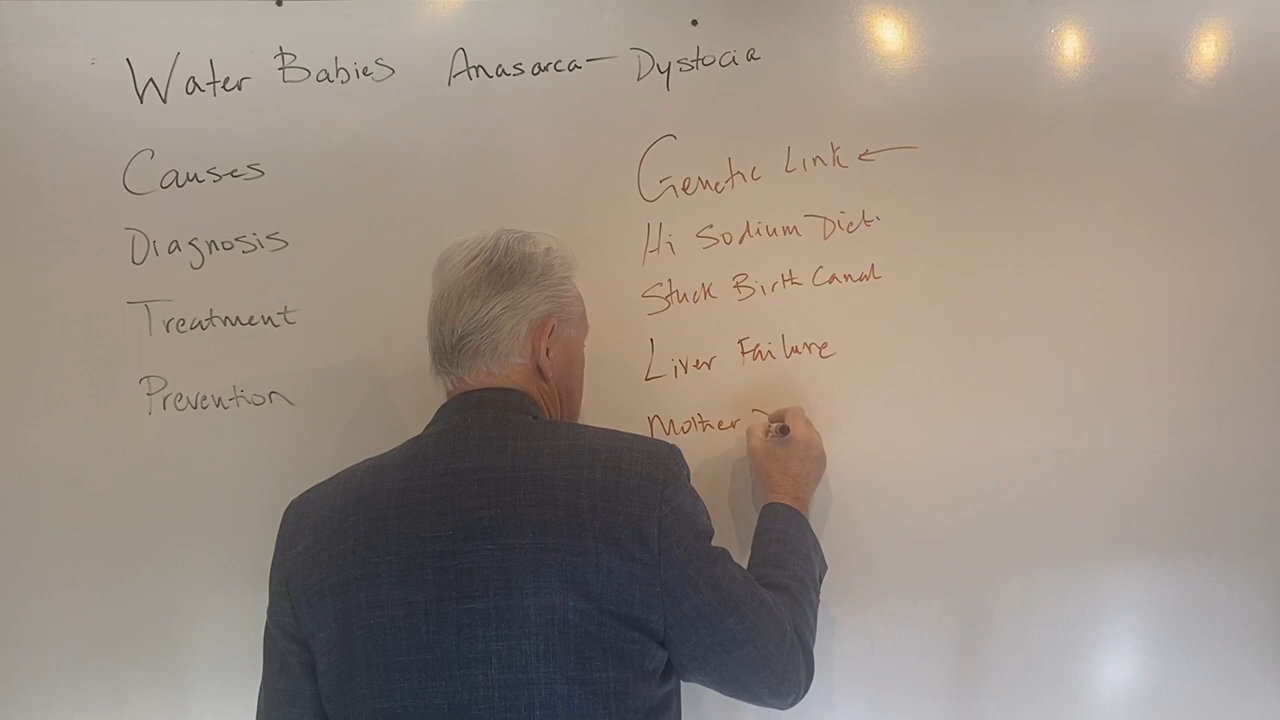 Water Babies Anasarca — Dystocia
Causes
Diagnosis
Treatment
Prevention
Genetic Link ←
Hi Sodium Diet.
Stuck Birth Canal
Liver Failure
Mother